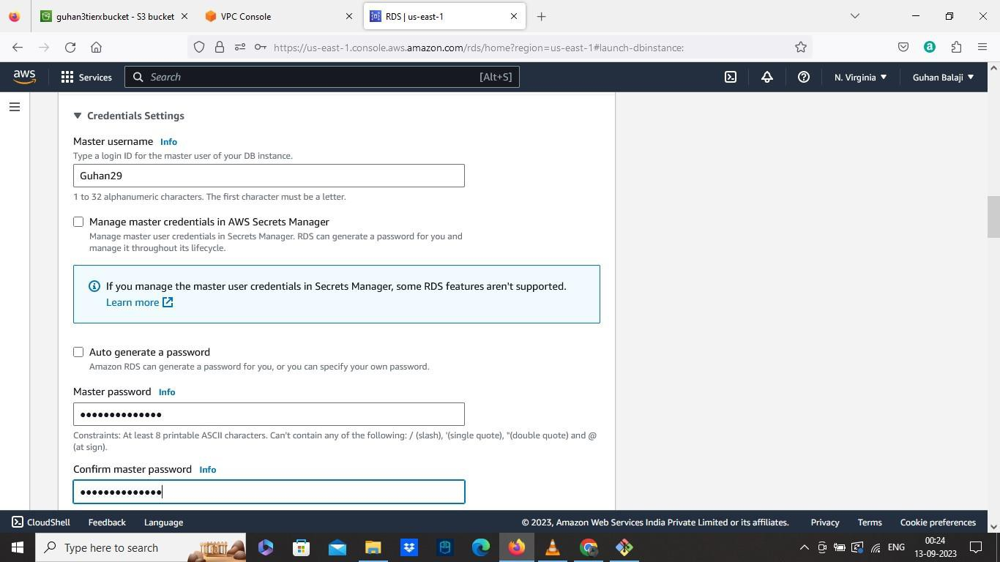 guhan3tierxbucket - S3 bucket
VPC Console
RDS | us-east-1
https://us-east-1.console.aws.amazon.com/rds/home?region=us-east-1#launch-dbinstance:
aws
Services
Search
[Alt+S]
N. Virginia
Guhan Balaji
Credentials Settings
Master username Info
Type a login ID for the master user of your DB instance.
Guhan29
1 to 32 alphanumeric characters. The first character must be a letter.
Manage master credentials in AWS Secrets Manager
Manage master user credentials in Secrets Manager. RDS can generate a password for you and
manage it throughout its lifecycle.
If you manage the master user credentials in Secrets Manager, some RDS features aren't supported.
Learn more
Auto generate a password
Amazon RDS can generate a password for you, or you can specify your own password.
Master password Info
••••••••••••••
Constraints: At least 8 printable ASCII characters. Can't contain any of the following: / (slash), '(single quote), "(double quote) and @
(at sign).
Confirm master password Info
••••••••••••••
CloudShell
Feedback
Language
© 2023, Amazon Web Services India Private Limited or its affiliates.
Privacy
Terms
Cookie preferences
Type here to search
ENG
00:24
13-09-2023